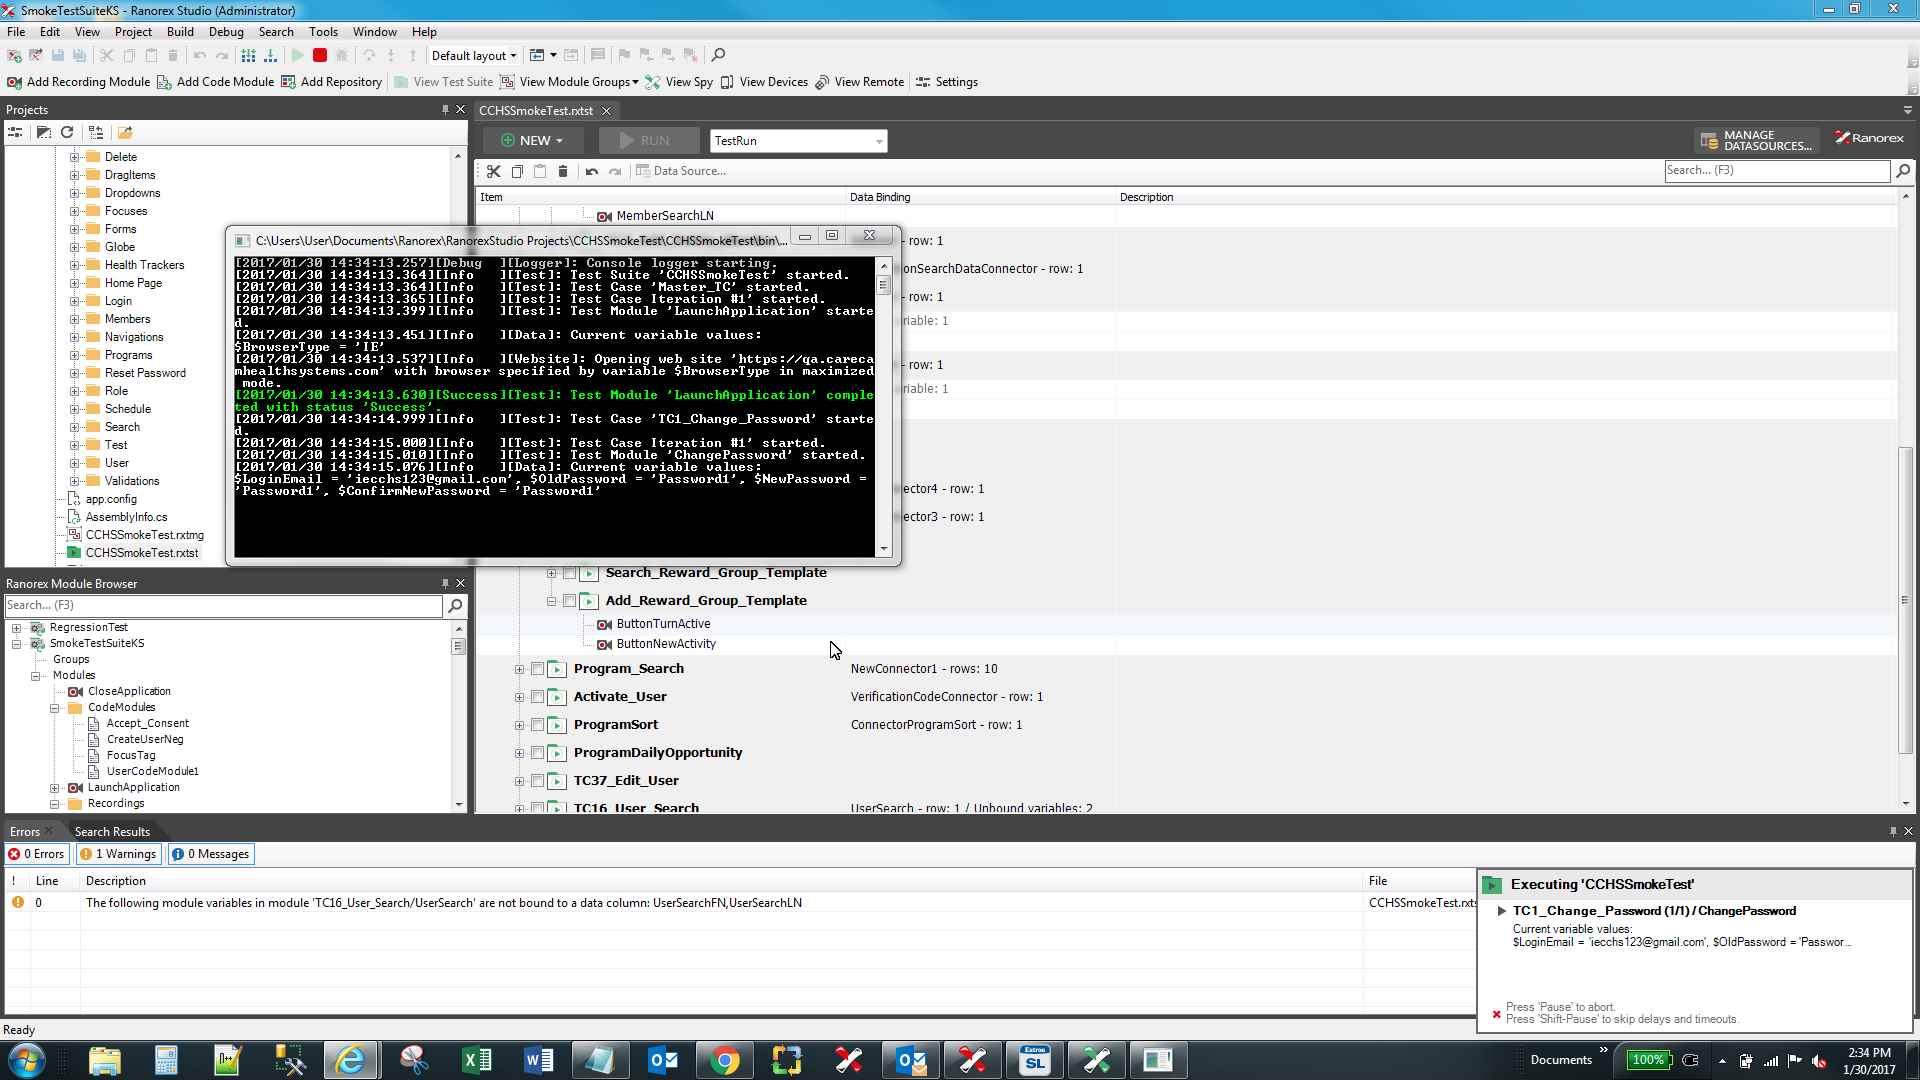 SmokeTestSuiteKS - Ranorex Studio (Administrator)
File Edit View Project Build Debug Search Tools Window Help
Default layout
Add Recording Module Add Code Module Add Repository View Test Suite View Module Groups View Spy View Devices View Remote Settings
Projects
CCHSSmokeTest.rxtst
NEW RUN TestRun MANAGE DATASOURCES... Ranorex
Data Source... Search... (F3)
Item Data Binding Description
Delete
DragItems
Dropdowns
Focuses
Forms
Globe
Health Trackers
Home Page
Login
Members
Navigations
Programs
Reset Password
Role
Schedule
Search
Test
User
Validations
app.config
AssemblyInfo.cs
CCHSSmokeTest.rxtmg
CCHSSmokeTest.rxtst
MemberSearchLN
- row: 1
onSearchDataConnector - row: 1
- row: 1
riable: 1
- row: 1
riable: 1
ector4 - row: 1
ector3 - row: 1
C:\Users\User\Documents\Ranorex\RanorexStudio Projects\CCHSSmokeTest\CCHSSmokeTest\bin\...
[2017/01/30 14:34:13.257][Debug  ][Logger]: Console logger starting.
[2017/01/30 14:34:13.364][Info   ][Test]: Test Suite 'CCHSSmokeTest' started.
[2017/01/30 14:34:13.364][Info   ][Test]: Test Case 'Master_TC' started.
[2017/01/30 14:34:13.365][Info   ][Test]: Test Case Iteration #1' started.
[2017/01/30 14:34:13.399][Info   ][Test]: Test Module 'LaunchApplication' starte
d.
[2017/01/30 14:34:13.451][Info   ][Data]: Current variable values:
$BrowserType = 'IE'
[2017/01/30 14:34:13.537][Info   ][Website]: Opening web site 'https://qa.careca
mhealthsystems.com' with browser specified by variable $BrowserType in maximized
 mode.
[2017/01/30 14:34:13.630][Success][Test]: Test Module 'LaunchApplication' comple
ted with status 'Success'.
[2017/01/30 14:34:14.999][Info   ][Test]: Test Case 'TC1_Change_Password' starte
d.
[2017/01/30 14:34:15.000][Info   ][Test]: Test Case Iteration #1' started.
[2017/01/30 14:34:15.010][Info   ][Test]: Test Module 'ChangePassword' started.
[2017/01/30 14:34:15.076][Info   ][Data]: Current variable values:
$LoginEmail = 'iecchs123@gmail.com', $OldPassword = 'Password1', $NewPassword =
'Password1', $ConfirmNewPassword = 'Password1'
Search_Reward_Group_Template
Add_Reward_Group_Template
ButtonTurnActive
ButtonNewActivity
Program_Search NewConnector1 - rows: 10
Activate_User VerificationCodeConnector - row: 1
ProgramSort ConnectorProgramSort - row: 1
ProgramDailyOpportunity
TC37_Edit_User
TC16_User_Search UserSearch - row: 1 / Unbound variables: 2
Ranorex Module Browser
Search... (F3)
RegressionTest
SmokeTestSuiteKS
Groups
Modules
CloseApplication
CodeModules
Accept_Consent
CreateUserNeg
FocusTag
UserCodeModule1
LaunchApplication
Recordings
Errors Search Results
0 Errors 1 Warnings 0 Messages
! Line Description File
0 The following module variables in module 'TC16_User_Search/UserSearch' are not bound to a data column: UserSearchFN,UserSearchLN CCHSSmokeTest.rxts
Executing 'CCHSSmokeTest'
TC1_Change_Password (1/1) / ChangePassword
Current variable values:
$LoginEmail = 'iecchs123@gmail.com', $OldPassword = 'Passwor...
Press 'Pause' to abort.
Press 'Shift-Pause' to skip delays and timeouts.
Ready
Extron
SL
Documents » 100% 2:34 PM
1/30/2017